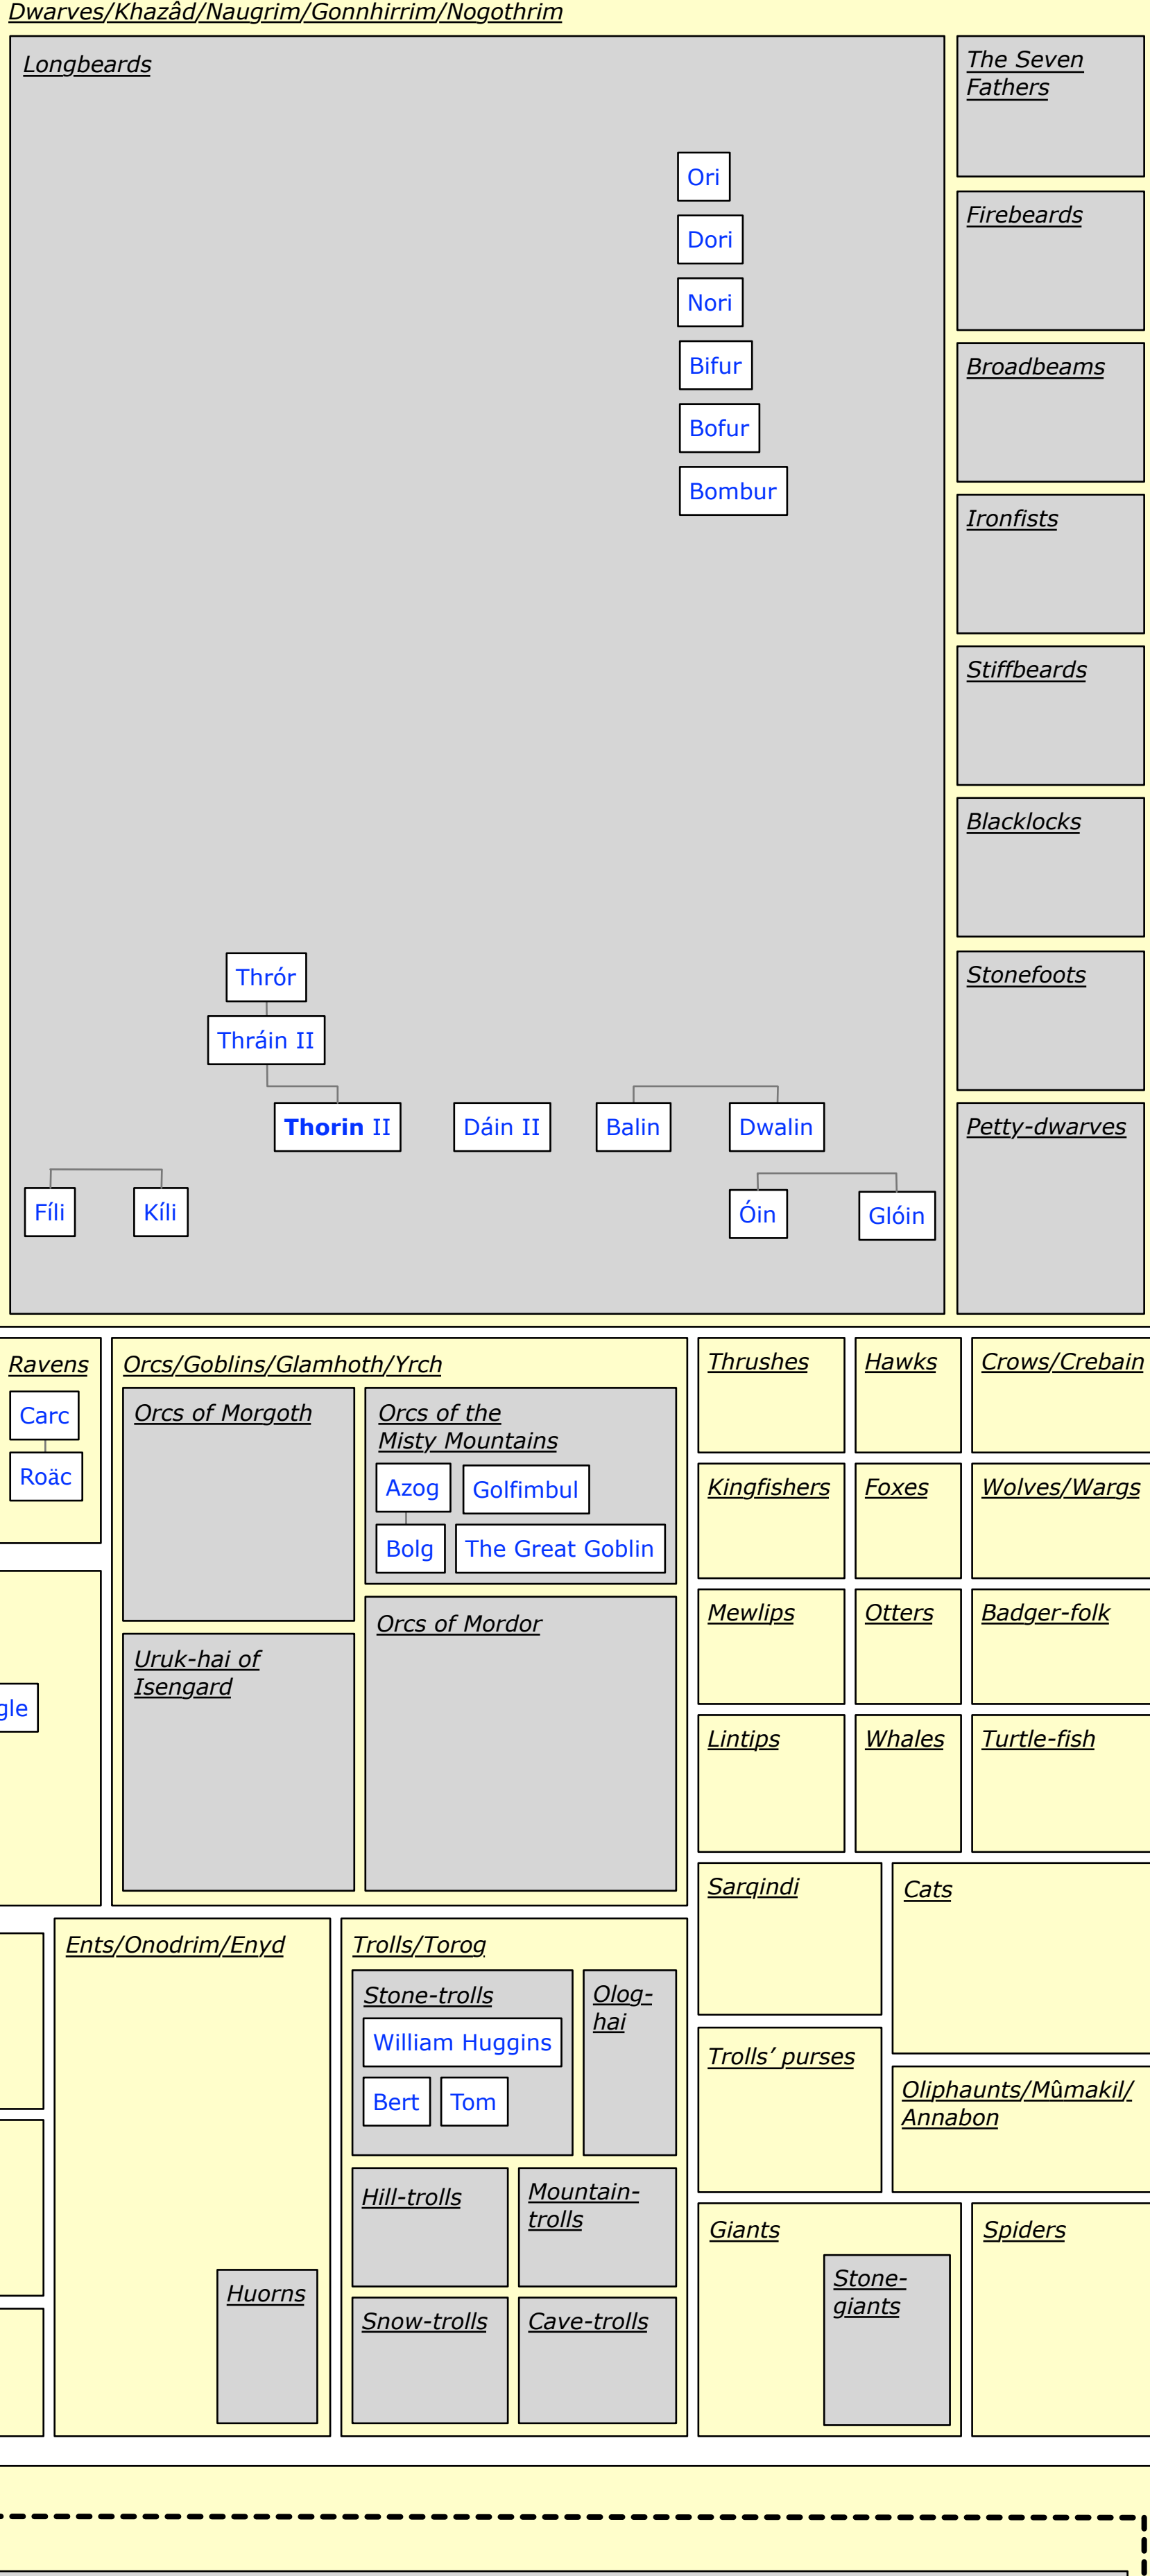 Dwarves/Khazâd/Naugrim/Gonnhirrim/Nogothrim
Longbeards
The Seven
Fathers
Ori
Firebeards
Dori
Nori
Bifur
Broadbeams
Bofur
Bombur
Ironfists
Stiffbeards
Blacklocks
Thrór
Stonefoots
Thráin II
Thorin II
Dáin II
Balin
Dwalin
Petty-dwarves
Fíli
Kíli
Óin
Glóin
Ravens
Carc
Roäc
Orcs/Goblins/Glamhoth/Yrch
Orcs of Morgoth
Orcs of the
Misty Mountains
Azog
Golfimbul
Bolg
The Great Goblin
Uruk-hai of
Isengard
Orcs of Mordor
gle
Thrushes
Hawks
Crows/Crebain
Kingfishers
Foxes
Wolves/Wargs
Mewlips
Otters
Badger-folk
Lintips
Whales
Turtle-fish
Sarqindi
Cats
Ents/Onodrim/Enyd
Huorns
Trolls/Torog
Stone-trolls
William Huggins
Bert
Tom
Olog-
hai
Hill-trolls
Mountain-
trolls
Snow-trolls
Cave-trolls
Trolls’ purses
Oliphaunts/Mûmakil/
Annabon
Giants
Stone-
giants
Spiders